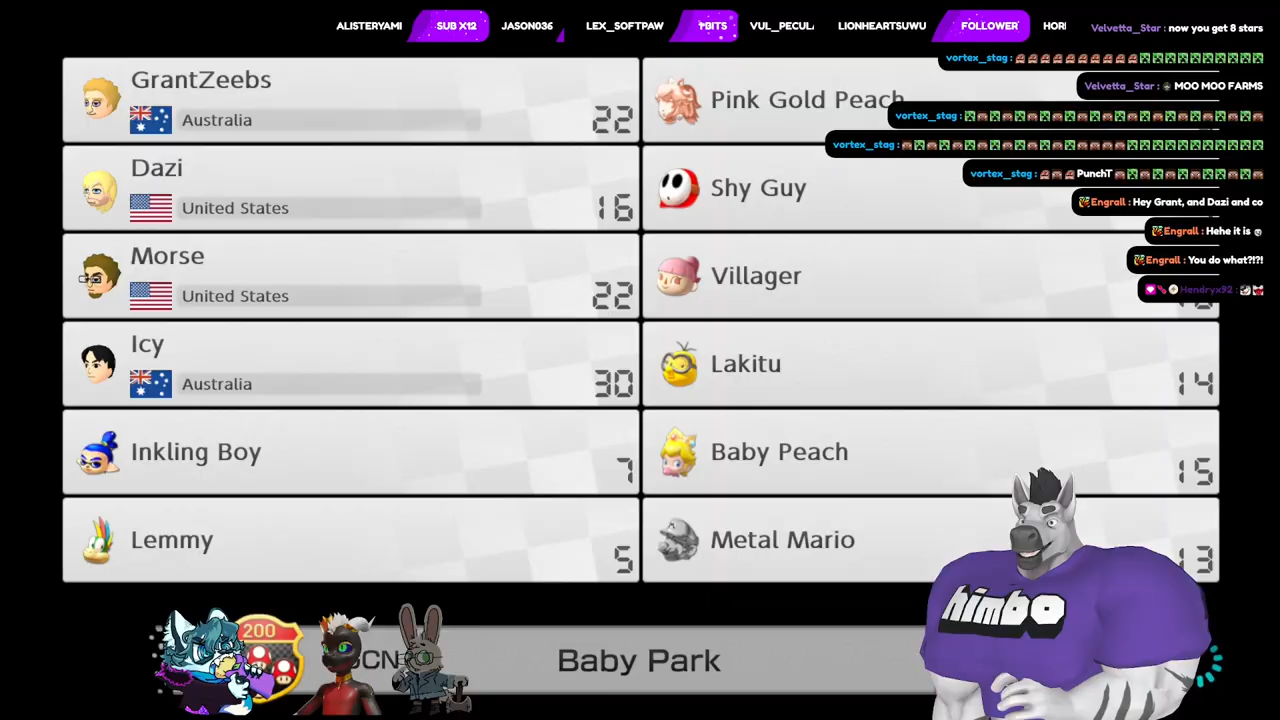 ALISTERYAMI SUB X12 JASON036 LEX_SOFTPAW BITS VUL_PECUL LIONHEARTSUWU FOLLOWER HORI
Velvetta_Star : now you get 8 stars
vortex_stag :
Velvetta_Star : MOO MOO FARMS
vortex_stag :
vortex_stag :
vortex_stag : PunchT
Engrall : Hey Grant, and Dazi and co
Engrall : Hehe it is
Engrall : You do what?!?!
Hendryx92 :
GrantZeebs
Australia 22
Dazi
United States 16
Morse
United States 22
Icy
Australia 30
Inkling Boy 7
Lemmy 5
Pink Gold Peach
Shy Guy
Villager
Lakitu 14
Baby Peach 15
Metal Mario 13
himbo
200
GCN Baby Park